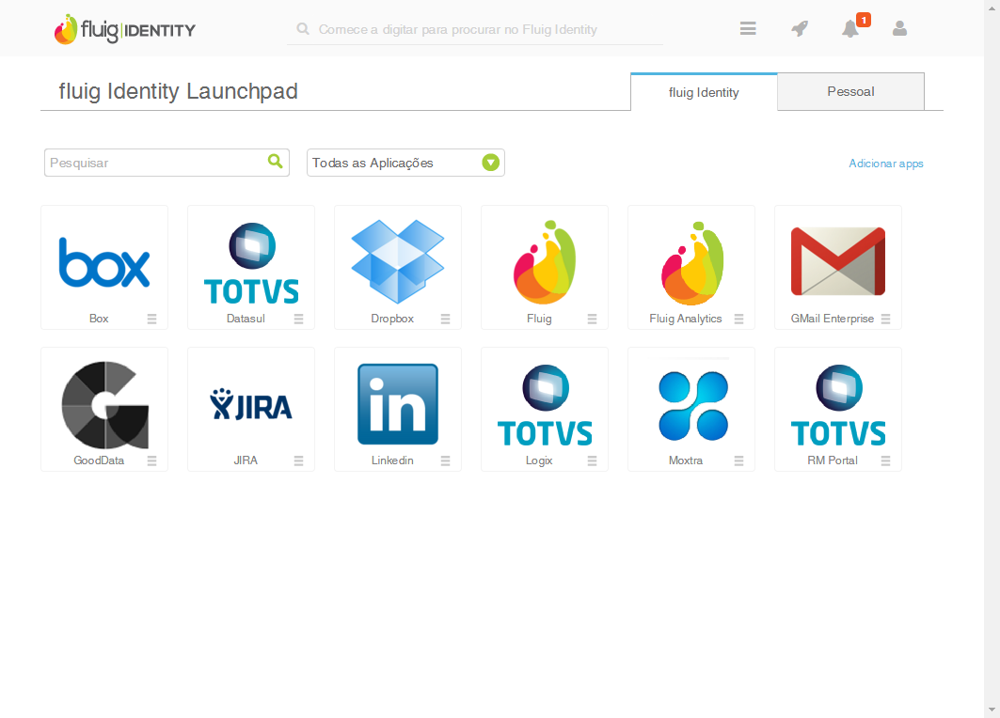 fluig IDENTITY
Comece a digitar para procurar no Fluig Identity
1
fluig Identity Launchpad
fluig Identity
Pessoal
Pesquisar
Todas as Aplicações
Adicionar apps
box
TOTVS
Box
Datasul
Dropbox
Fluig
Fluig Analytics
GMail Enterprise
JIRA
in
TOTVS
TOTVS
GoodData
JIRA
Linkedin
Logix
Moxtra
RM Portal